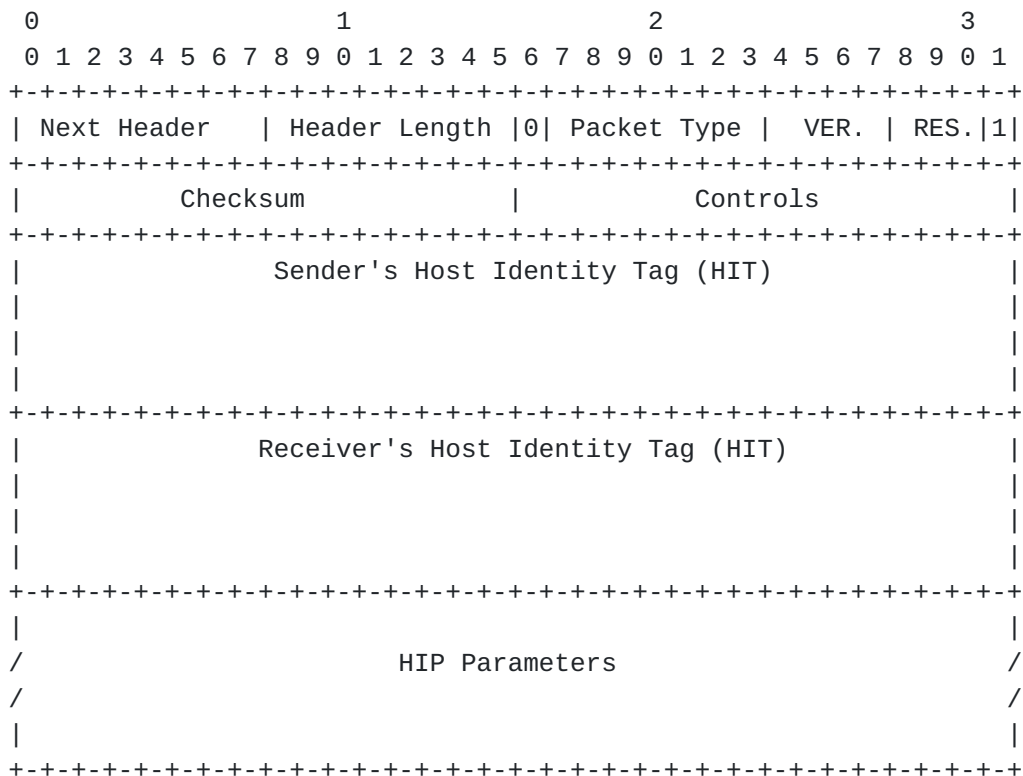 0                   1                   2                   3
 0 1 2 3 4 5 6 7 8 9 0 1 2 3 4 5 6 7 8 9 0 1 2 3 4 5 6 7 8 9 0 1
+-+-+-+-+-+-+-+-+-+-+-+-+-+-+-+-+-+-+-+-+-+-+-+-+-+-+-+-+-+-+-+-+
| Next Header   | Header Length |0| Packet Type |  VER. | RES.|1|
+-+-+-+-+-+-+-+-+-+-+-+-+-+-+-+-+-+-+-+-+-+-+-+-+-+-+-+-+-+-+-+-+
|          Checksum             |           Controls            |
+-+-+-+-+-+-+-+-+-+-+-+-+-+-+-+-+-+-+-+-+-+-+-+-+-+-+-+-+-+-+-+-+
|                Sender's Host Identity Tag (HIT)               |
|                                                               |
|                                                               |
|                                                               |
+-+-+-+-+-+-+-+-+-+-+-+-+-+-+-+-+-+-+-+-+-+-+-+-+-+-+-+-+-+-+-+-+
|               Receiver's Host Identity Tag (HIT)              |
|                                                               |
|                                                               |
|                                                               |
+-+-+-+-+-+-+-+-+-+-+-+-+-+-+-+-+-+-+-+-+-+-+-+-+-+-+-+-+-+-+-+-+
|                                                               |
/                        HIP Parameters                         /
/                                                               /
|                                                               |
+-+-+-+-+-+-+-+-+-+-+-+-+-+-+-+-+-+-+-+-+-+-+-+-+-+-+-+-+-+-+-+-+